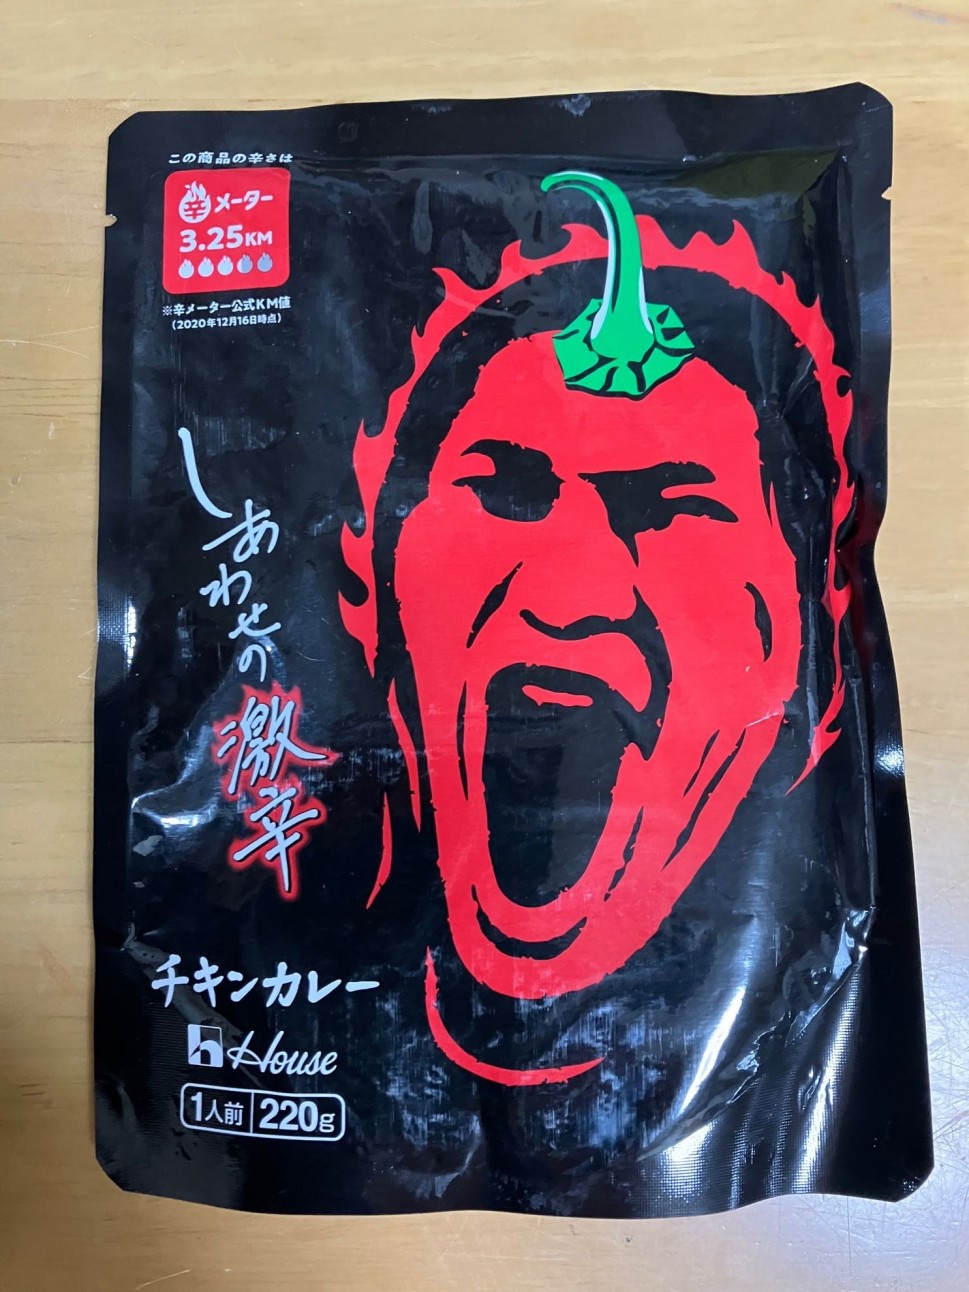 この商品の辛さは
辛メーター
3.25KM
※辛メーター公式KM値
(2020年12月16日時点)
しあわせの激辛
チキンカレー
House
1人前 220g